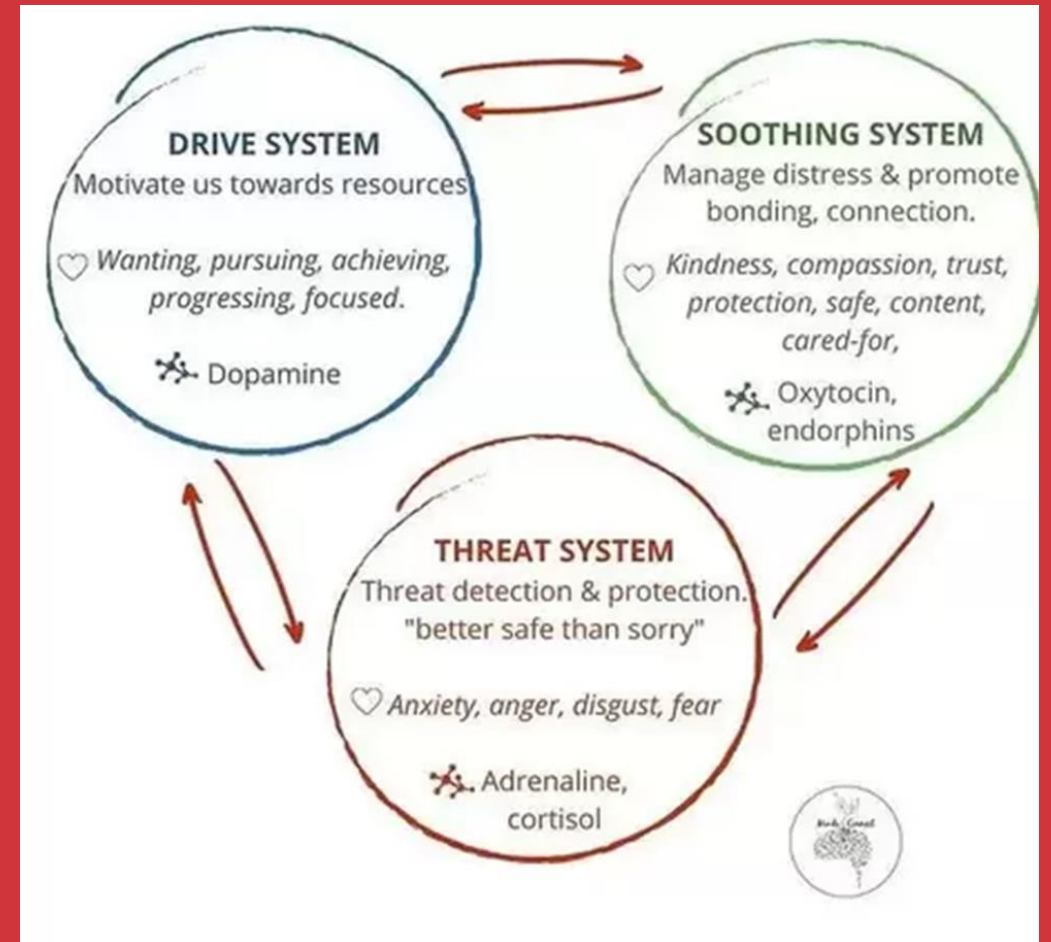 DRIVE SYSTEM
Motivate us towards resources
Wanting, pursuing, achieving,
progressing, focused.
Dopamine
SOOTHING SYSTEM
Manage distress & promote
bonding, connection.
Kindness, compassion, trust,
protection, safe, content,
cared-for,
Oxytocin,
endorphins
THREAT SYSTEM
Threat detection & protection.
"better safe than sorry"
Anxiety, anger, disgust, fear
Adrenaline,
cortisol